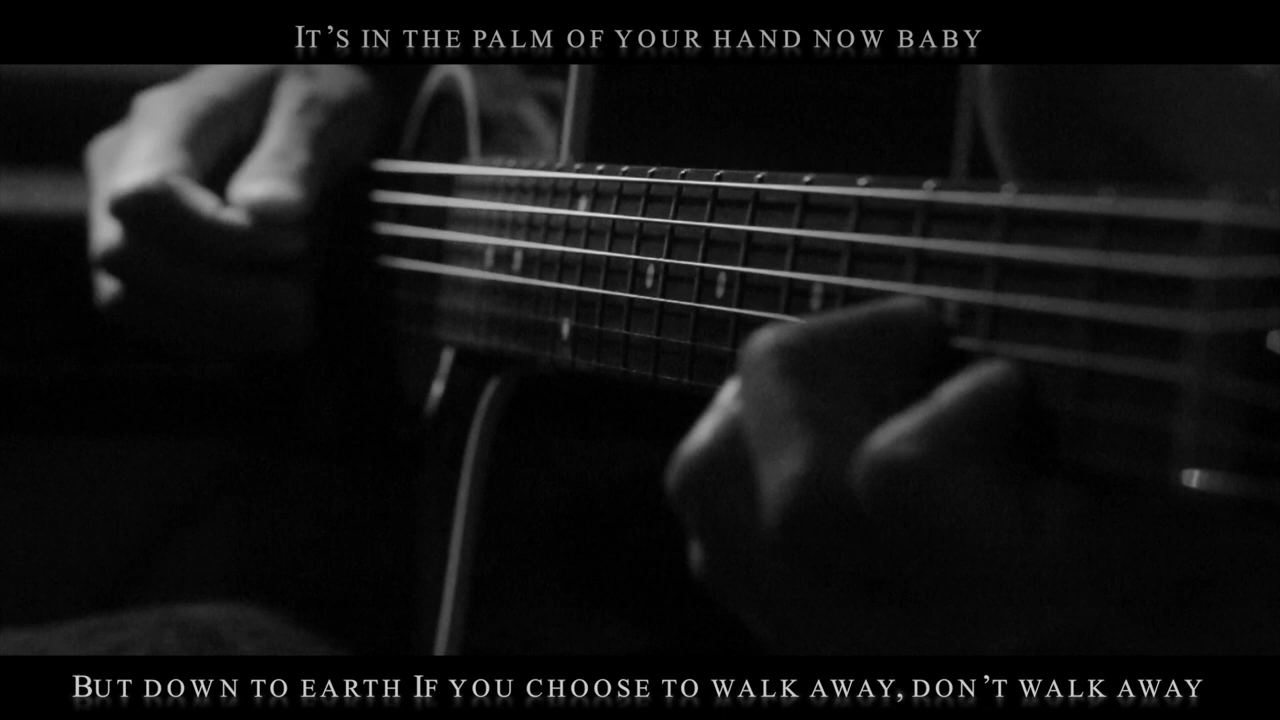 It's in the palm of your hand now baby
But down to earth If you choose to walk away, don't walk away